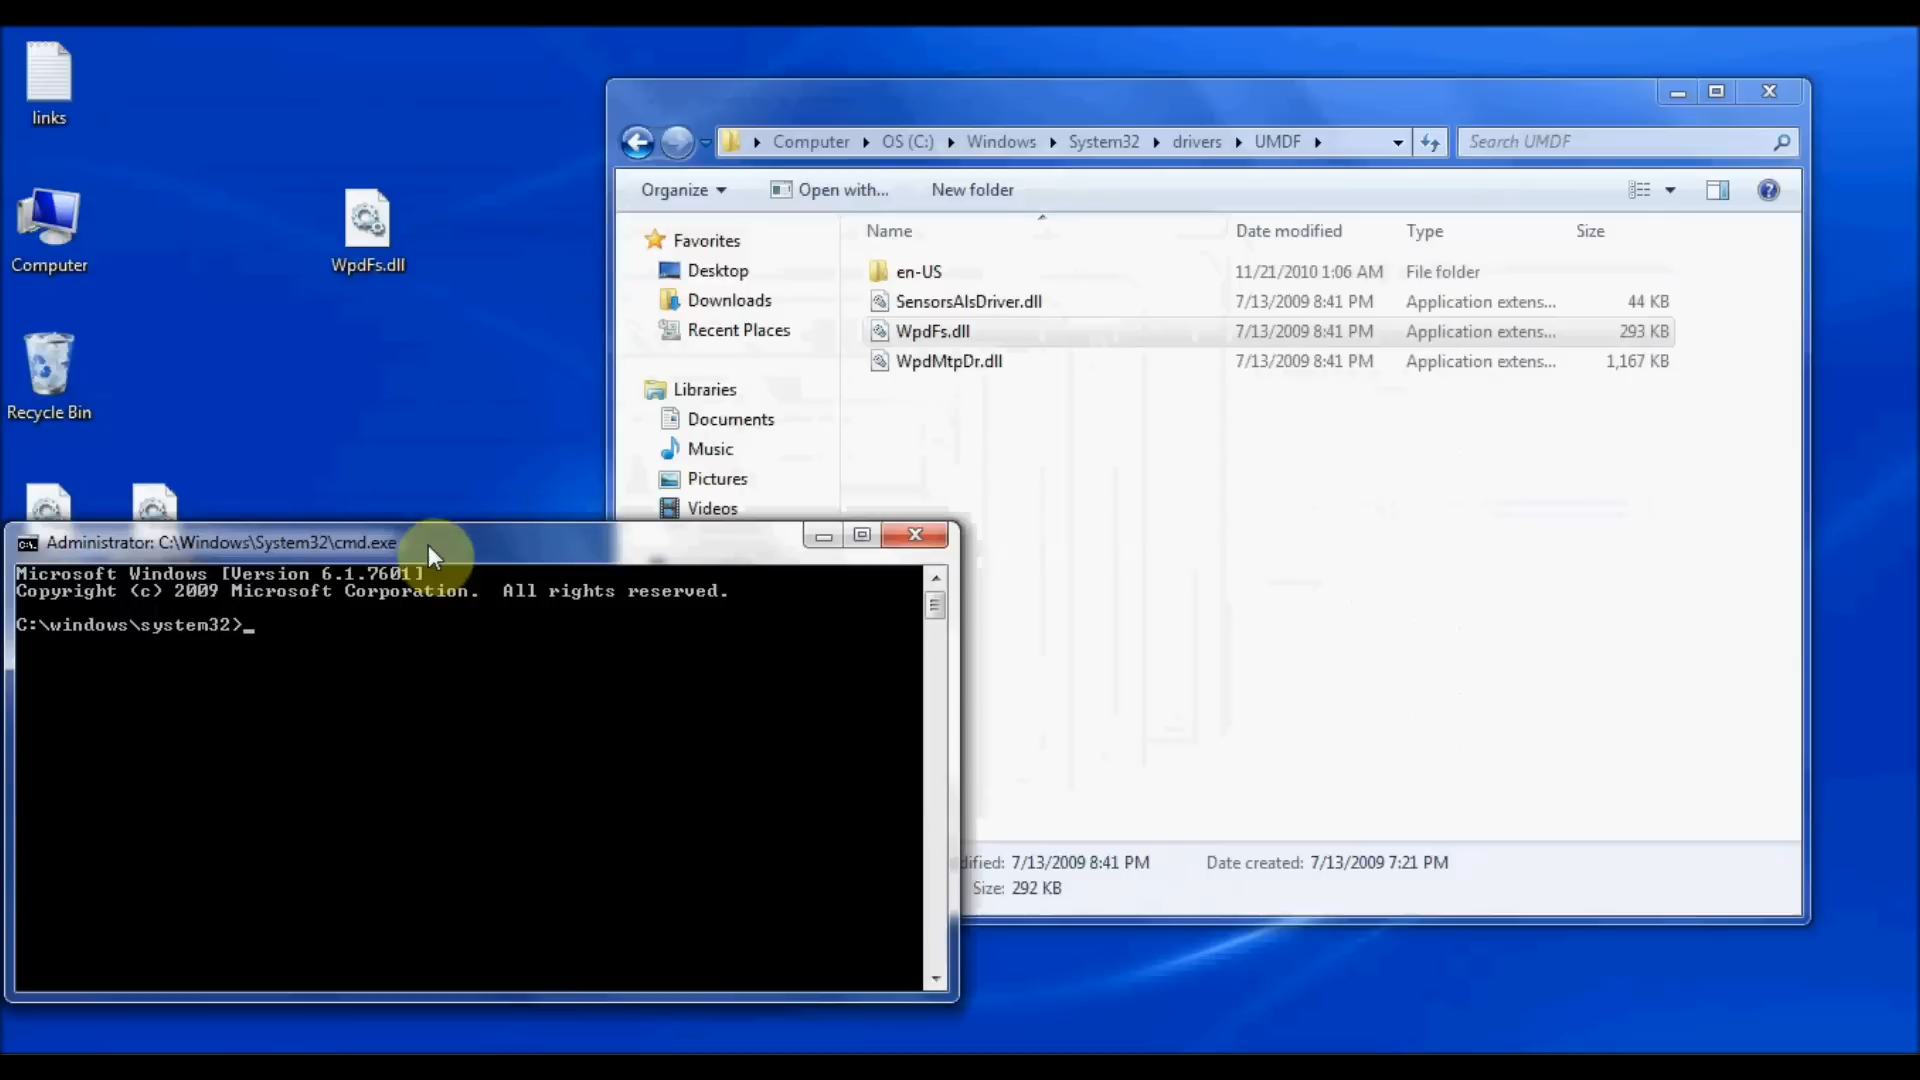 links
Computer
WpdFs.dll
Recycle Bin
Computer OS (C:) Windows System32 drivers UMDF
Search UMDF
Organize Open with... New folder
Name Date modified Type Size
Favorites
Desktop
Downloads
Recent Places
Libraries
Documents
Music
Pictures
Videos
en-US 11/21/2010 1:06 AM File folder
SensorsAlsDriver.dll 7/13/2009 8:41 PM Application extens... 44 KB
WpdFs.dll 7/13/2009 8:41 PM Application extens... 293 KB
WpdMtpDr.dll 7/13/2009 8:41 PM Application extens... 1,167 KB
Administrator: C:\Windows\System32\cmd.exe
Microsoft Windows [Version 6.1.7601]
Copyright (c) 2009 Microsoft Corporation. All rights reserved.
C:\windows\system32>_
dified: 7/13/2009 8:41 PM Date created: 7/13/2009 7:21 PM
Size: 292 KB